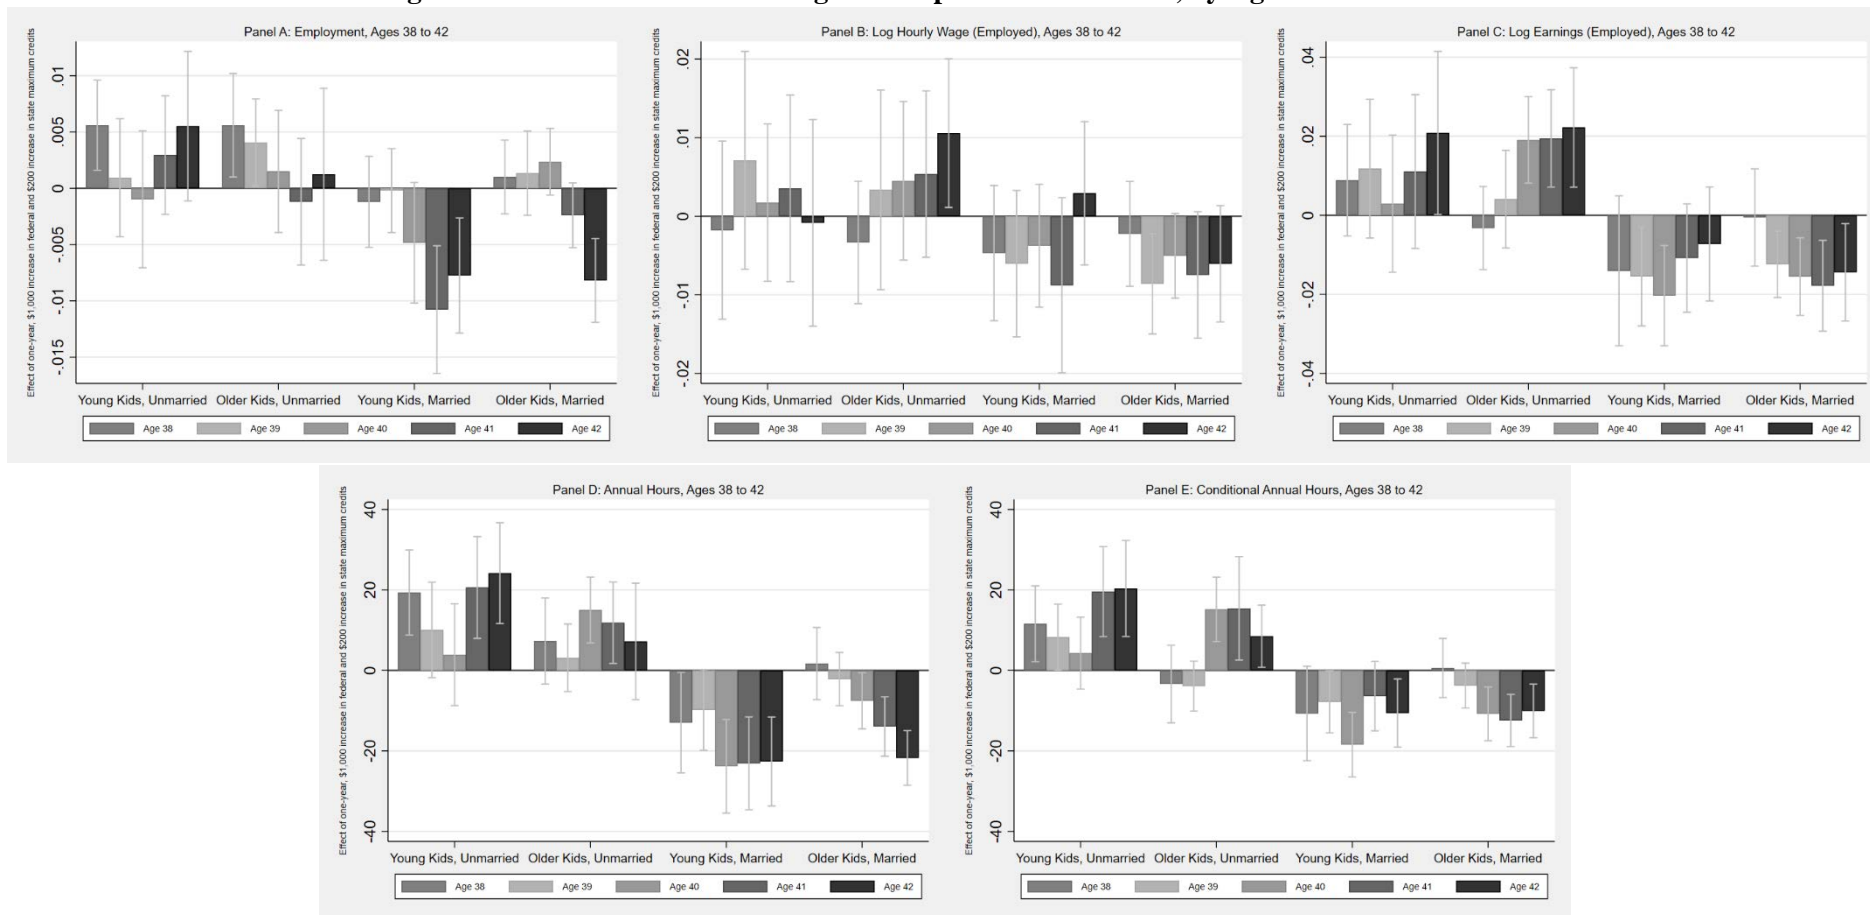 Panel A: Employment, Ages 38 to 42
Effect of one-year, $1,000 increase in federal and $200 increase in state maximum credits
.01
.005
0
-.005
-.01
-.015
Young Kids, Unmarried Older Kids, Unmarried Young Kids, Married Older Kids, Married
Age 38 Age 39 Age 40 Age 41 Age 42
Panel B: Log Hourly Wage (Employed), Ages 38 to 42
Effect of one-year, $1,000 increase in federal and $200 increase in state maximum credits
.02
.01
0
-.01
-.02
Young Kids, Unmarried Older Kids, Unmarried Young Kids, Married Older Kids, Married
Age 38 Age 39 Age 40 Age 41 Age 42
Panel C: Log Earnings (Employed), Ages 38 to 42
Effect of one-year, $1,000 increase in federal and $200 increase in state maximum credits
.04
.02
0
-.02
-.04
Young Kids, Unmarried Older Kids, Unmarried Young Kids, Married Older Kids, Married
Age 38 Age 39 Age 40 Age 41 Age 42
Panel D: Annual Hours, Ages 38 to 42
Effect of one-year, $1,000 increase in federal and $200 increase in state maximum credits
40
20
0
-20
-40
Young Kids, Unmarried Older Kids, Unmarried Young Kids, Married Older Kids, Married
Age 38 Age 39 Age 40 Age 41 Age 42
Panel E: Conditional Annual Hours, Ages 38 to 42
Effect of one-year, $1,000 increase in federal and $200 increase in state maximum credits
40
20
0
-20
-40
Young Kids, Unmarried Older Kids, Unmarried Young Kids, Married Older Kids, Married
Age 38 Age 39 Age 40 Age 41 Age 42